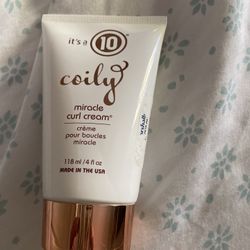 it's a 10®
coily
miracle
curl cream®
crème
pour boucles
miracle
118 ml/4 fl oz
MADE IN THE USA